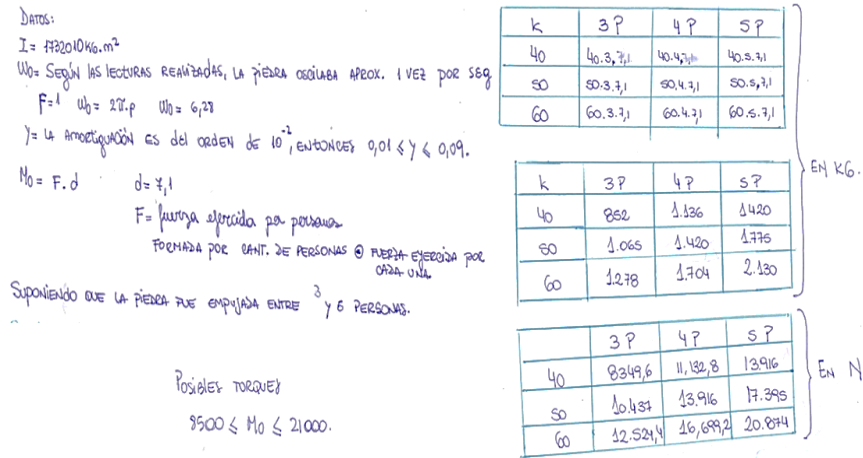 DATOS:
I = 1732010 KG.m²
W₀= SEGÚN LAS LECTURAS REALIZADAS, LA PIEDRA OSCILABA APROX. 1 VEZ POR SEG
F=1 W₀ = 2π.p W₀ = 6,28
γ= LA AMORTIGUACIÓN ES DEL ORDEN DE 10⁻², ENTONCES 0,01 ≤ γ ≤ 0,09.
M₀ = F.d d = 7,1
F = fuerza ejercida por personas
FORMADA POR CANT. DE PERSONAS FUERZA EJERCIDA POR
CADA UNA.
SUPONIENDO QUE LA PIEDRA FUE EMPUJADA ENTRE 3 y 6 PERSONAS.
POSIBLES TORQUES
8500 ≤ M₀ ≤ 21000.
K 3P 4P 5P
40 40.3.7,1 40.4.7,1 40.5.7,1
50 50.3.7,1 50.4.7,1 50.5.7,1
60 60.3.7,1 60.4.7,1 60.5.7,1
K 3P 4P 5P
40 852 1.136 1420
50 1.065 1.420 1.775
60 1278 1.704 2.130
EN KG.
3P 4P 5P
40 8349,6 11,132,8 13.916
50 10.437 13.916 17.395
60 12.524,4 16,699,2 20.874
EN N